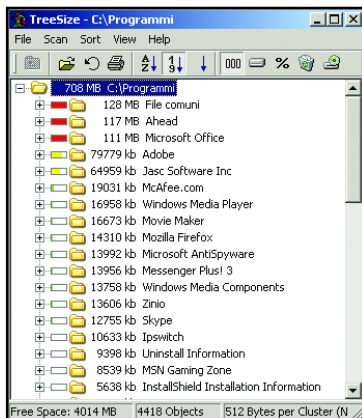 TreeSize - C:\Programmi
File Scan Sort View Help
A Z 1 9 000 %
708 MB C:\Programmi
128 MB File comuni
117 MB Ahead
111 MB Microsoft Office
79779 kb Adobe
64959 kb Jasc Software Inc
19031 kb McAfee.com
16958 kb Windows Media Player
16673 kb Movie Maker
14310 kb Mozilla Firefox
13992 kb Microsoft AntiSpyware
13956 kb Messenger Plus! 3
13758 kb Windows Media Components
13606 kb Zinio
12755 kb Skype
10633 kb Ipswitch
9398 kb Uninstall Information
8539 kb MSN Gaming Zone
5638 kb InstallShield Installation Information
Free Space: 4014 MB 4418 Objects 512 Bytes per Cluster (N